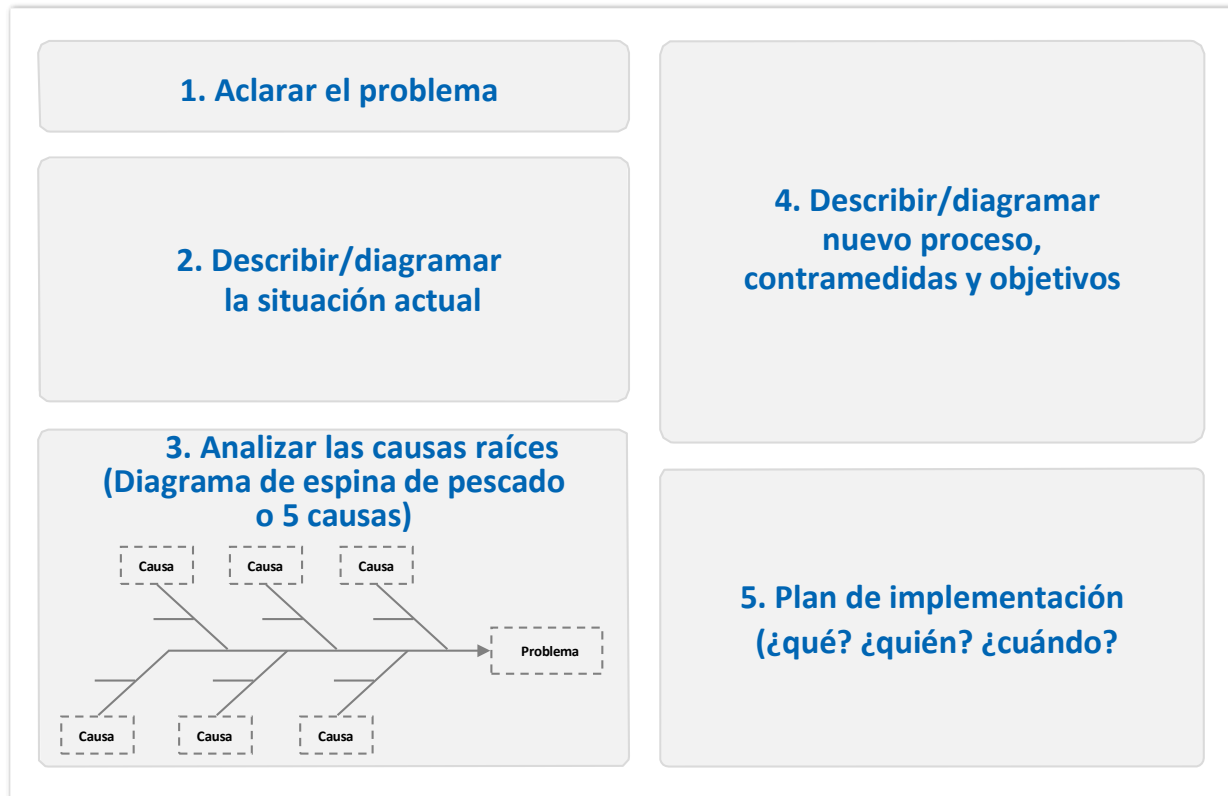 1. Aclarar el problema
2. Describir/diagramar
la situación actual
3. Analizar las causas raíces
(Diagrama de espina de pescado
o 5 causas)
Causa
Causa
Causa
Problema
Causa
Causa
Causa
4. Describir/diagramar
nuevo proceso,
contramedidas y objetivos
5. Plan de implementación
(¿qué? ¿quién? ¿cuándo?